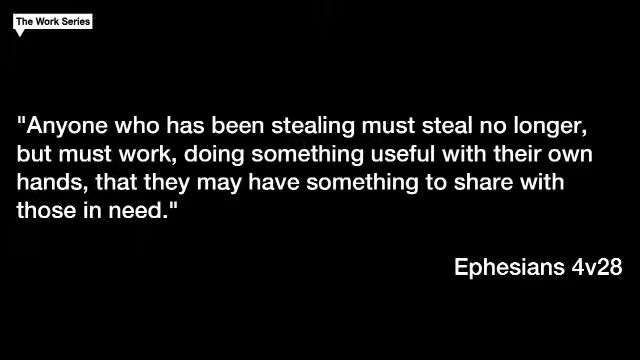 The Work Series
"Anyone who has been stealing must steal no longer,
but must work, doing something useful with their own
hands, that they may have something to share with
those in need."
Ephesians 4v28